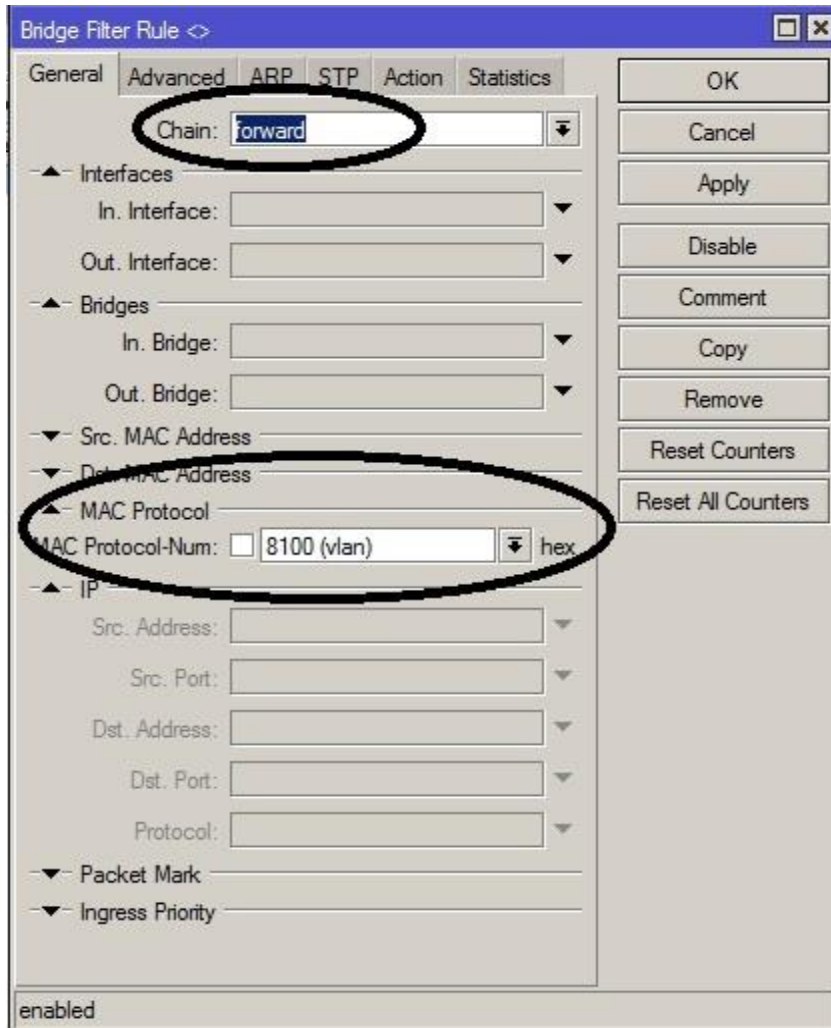 Bridge Filter Rule <>
General Advanced ARP STP Action Statistics
Chain: forward
Interfaces
In. Interface:
Out. Interface:
Bridges
In. Bridge:
Out. Bridge:
Src. MAC Address
Dst. MAC Address
MAC Protocol
MAC Protocol-Num: 8100 (vlan) hex
IP
Src. Address:
Src. Port:
Dst. Address:
Dst. Port:
Protocol:
Packet Mark
Ingress Priority
enabled
OK
Cancel
Apply
Disable
Comment
Copy
Remove
Reset Counters
Reset All Counters